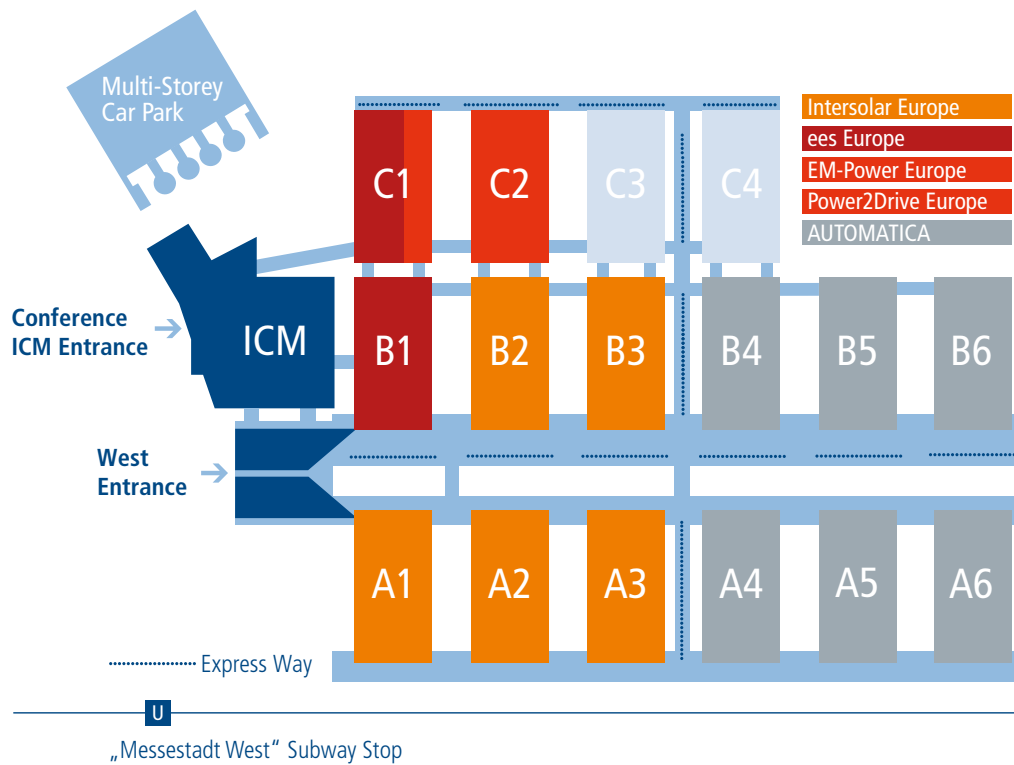 Multi-Storey
Car Park
Intersolar Europe
ees Europe
EM-Power Europe
Power2Drive Europe
AUTOMATICA
C1
C2
C3
C4
Conference
ICM Entrance
ICM
B1
B2
B3
B4
B5
B6
West
Entrance
A1
A2
A3
A4
A5
A6
Express Way
U
„Messestadt West“ Subway Stop